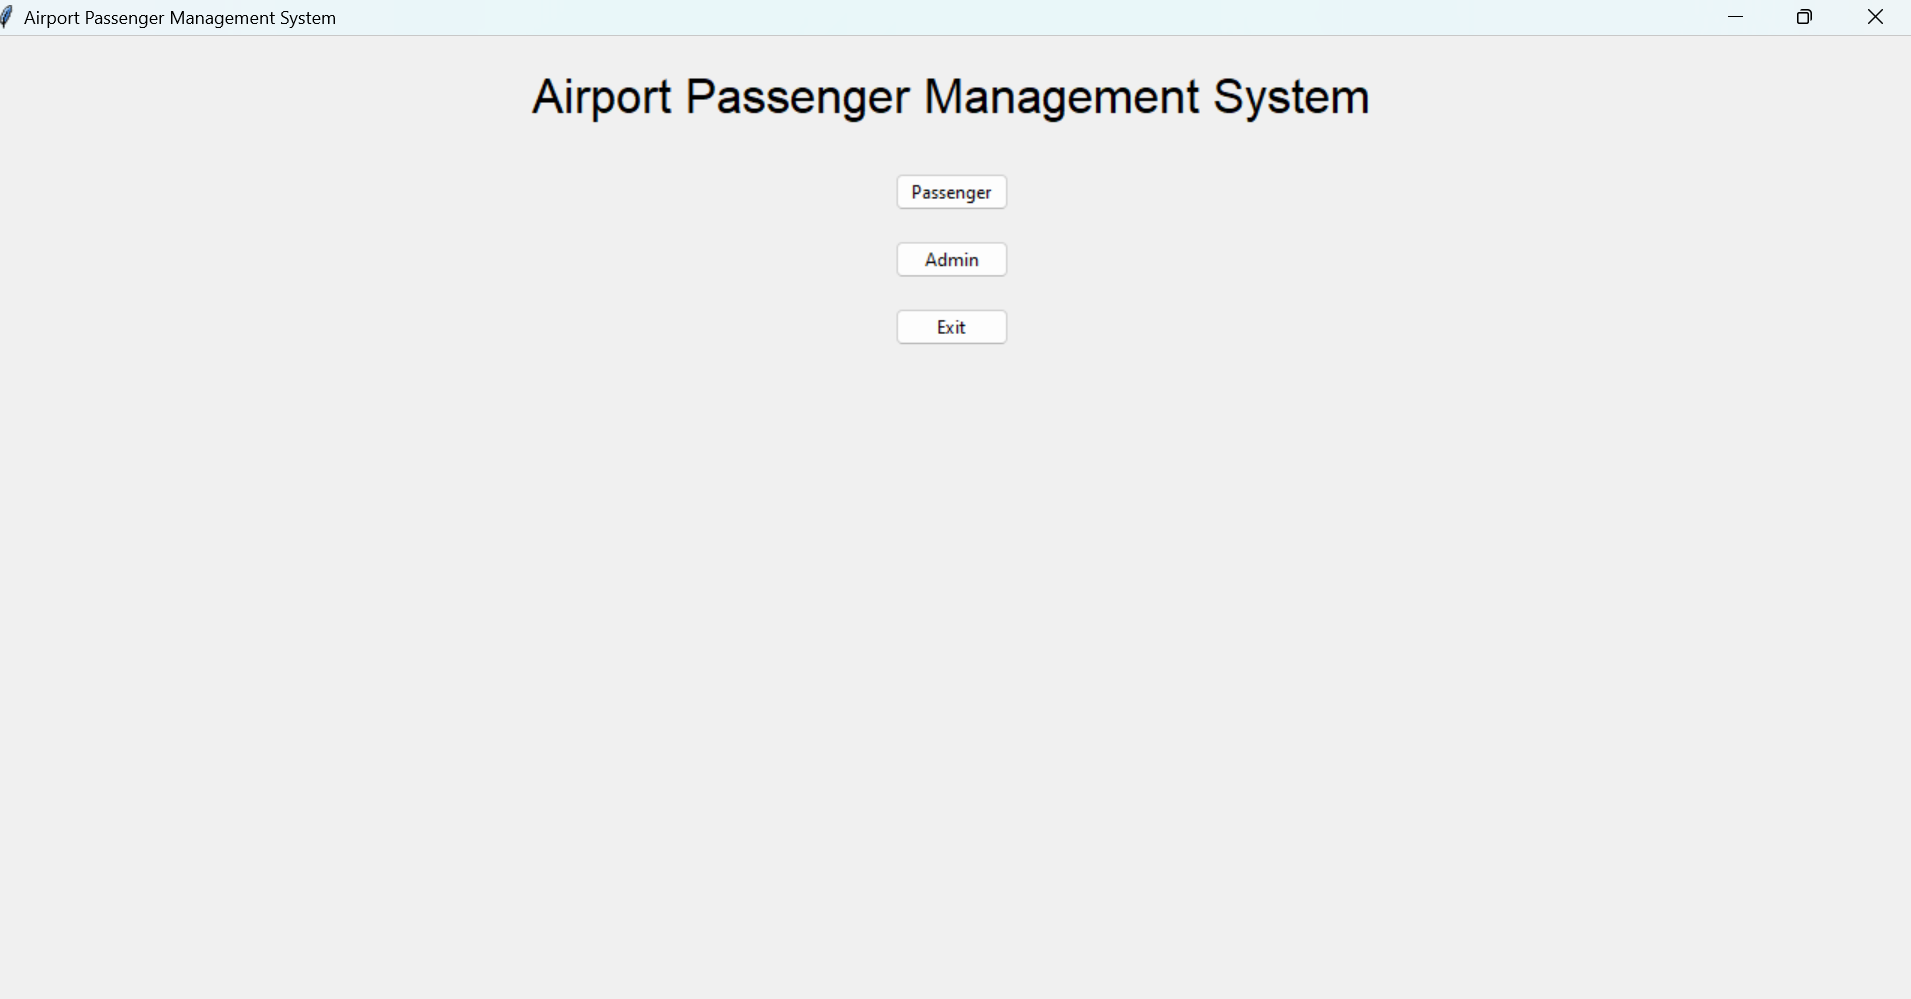 Airport Passenger Management System
Airport Passenger Management System
Passenger
Admin
Exit